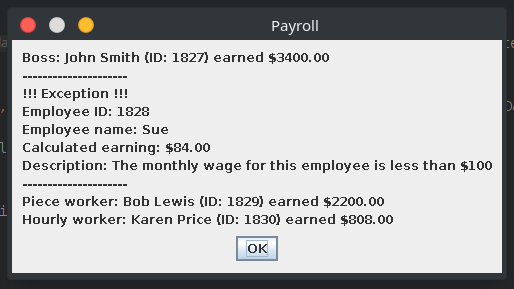 Payroll
Boss: John Smith (ID: 1827) earned $3400.00
---------------------
!!! Exception !!!
Employee ID: 1828
Employee name: Sue
Calculated earning: $84.00
Description: The monthly wage for this employee is less than $100
---------------------
Piece worker: Bob Lewis (ID: 1829) earned $2200.00
Hourly worker: Karen Price (ID: 1830) earned $808.00
OK